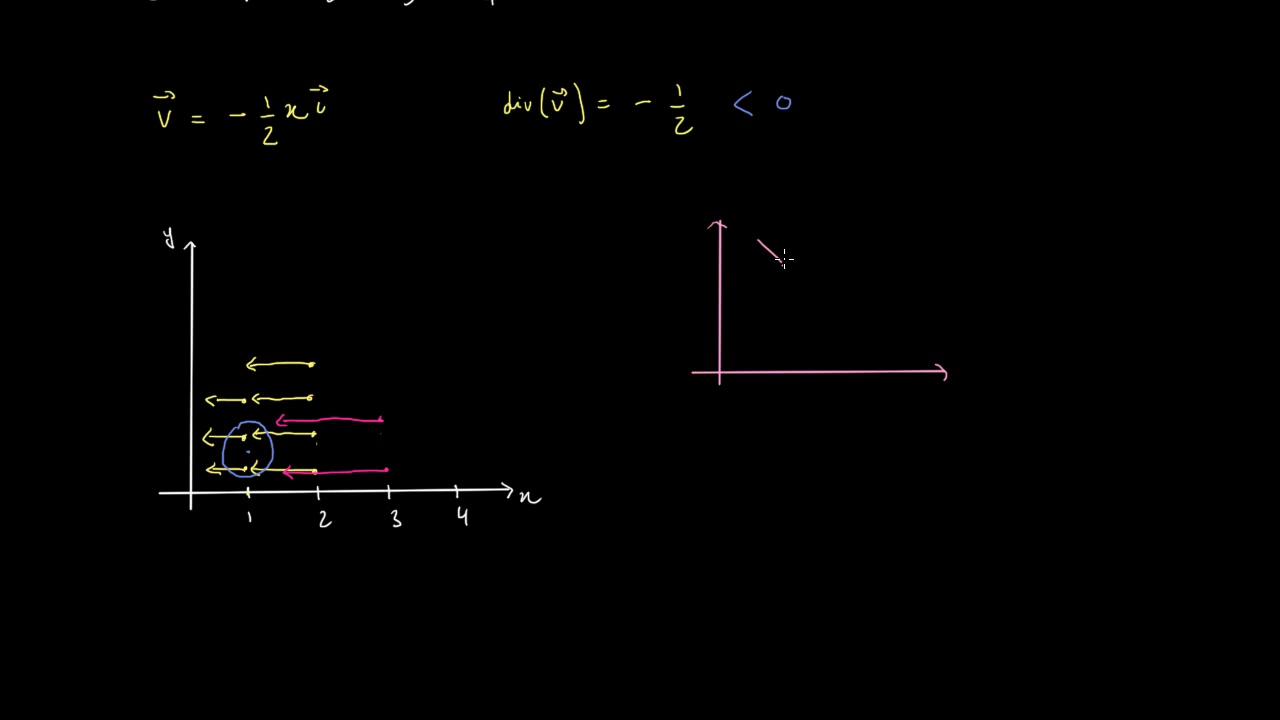 v⃗ = - 1/2 x i⃗
div(v⃗) = - 1/2 < 0
y
x
1 2 3 4